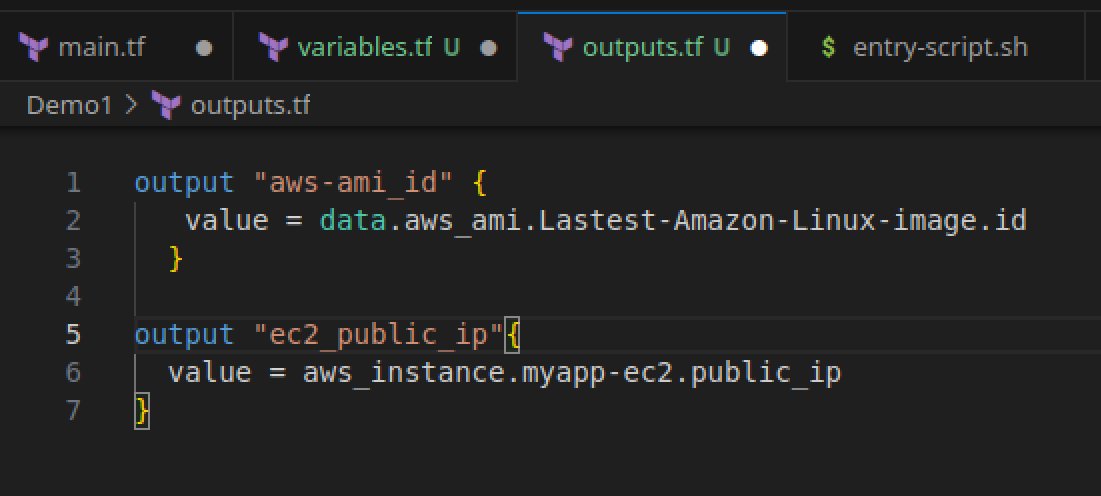 main.tf variables.tf U outputs.tf U $ entry-script.sh
Demo1 > outputs.tf
1 output "aws-ami_id" {
2 value = data.aws_ami.Lastest-Amazon-Linux-image.id
3 }
4
5 output "ec2_public_ip"{
6 value = aws_instance.myapp-ec2.public_ip
7 }